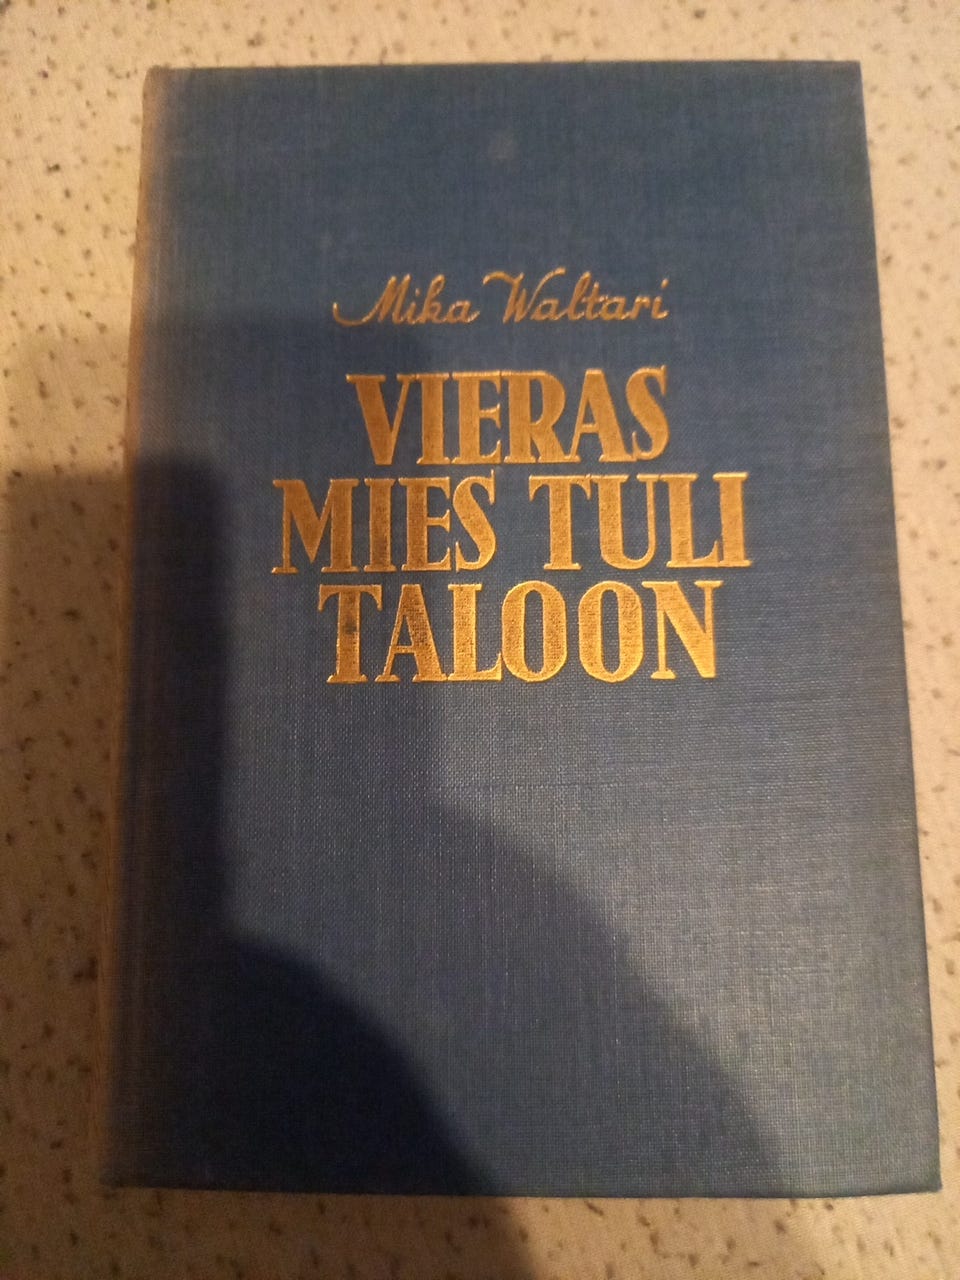 Mika Waltari
VIERAS
MIES TULI
TALOON